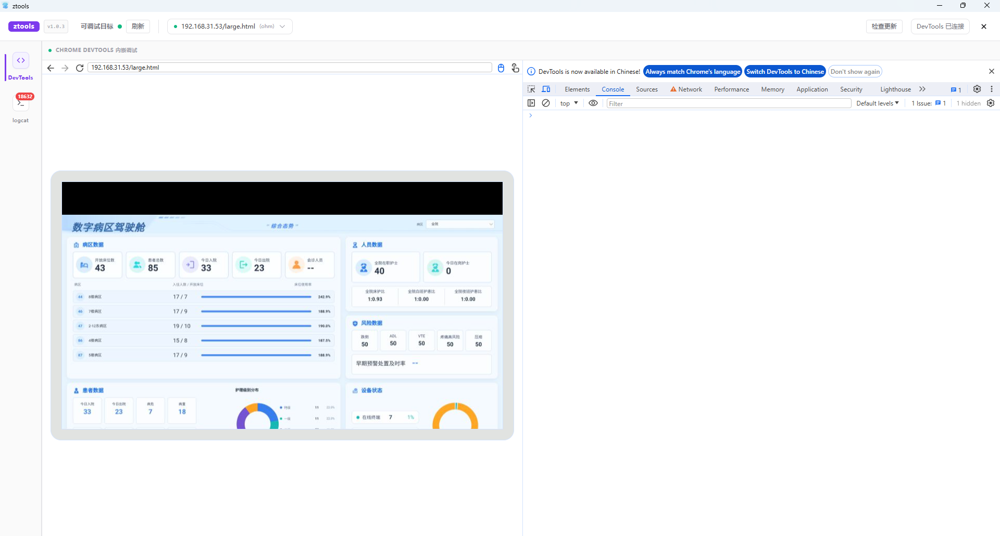 ztools
ztools v1.0.3 可调试目标 刷新 192.168.31.53/large.html (ohm) 检查更新 DevTools 已连接
CHROME DEVTOOLS 内嵌调试
DevTools
18632
logcat
192.168.31.53/large.html
数字病区驾驶舱
综合态势
病区 全院
病区数据
开放床位数 43
患者总数 85
今日入院 33
今日出院 23
会诊人员 --
病区 入住人数 / 开放床位 床位使用率
44 8楼病区 17 / 7 242.9%
46 7楼病区 17 / 9 188.9%
47 2-12东病区 19 / 10 190.0%
86 4楼病区 15 / 8 187.5%
87 5楼病区 17 / 9 188.9%
人员数据
全院在职护士 40
今日在岗护士 0
全院床护比 全院白班护患比 全院夜班护患比
1:0.93 1:0.00 1:0.00
风险数据
跌倒 ADL VTE 疼痛高风险 压疮
50 50 50 50 50
早期预警处置及时率 --
患者数据
今日入院 今日出院 病危 病重
33 23 7 18
护理级别分布
特级 11 22.0%
一级 11 22.0%
设备状态
在线终端 7 1%
DevTools is now available in Chinese! Always match Chrome's language Switch DevTools to Chinese Don't show again
Elements Console Sources Network Performance Memory Application Security Lighthouse 1
top Filter Default levels 1 Issue: 1 1 hidden